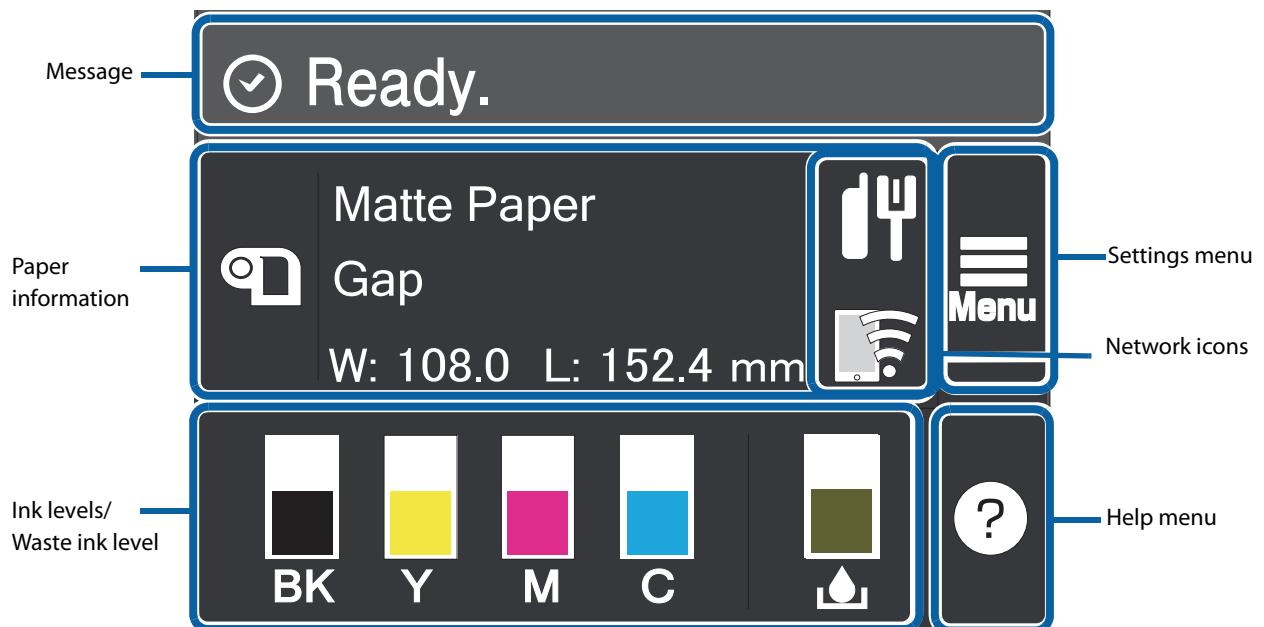 Message
Ready.
Paper
information
Matte Paper
Gap
W: 108.0 L: 152.4 mm
Menu
Settings menu
Network icons
Ink levels/
Waste ink level
BK Y M C
?
Help menu